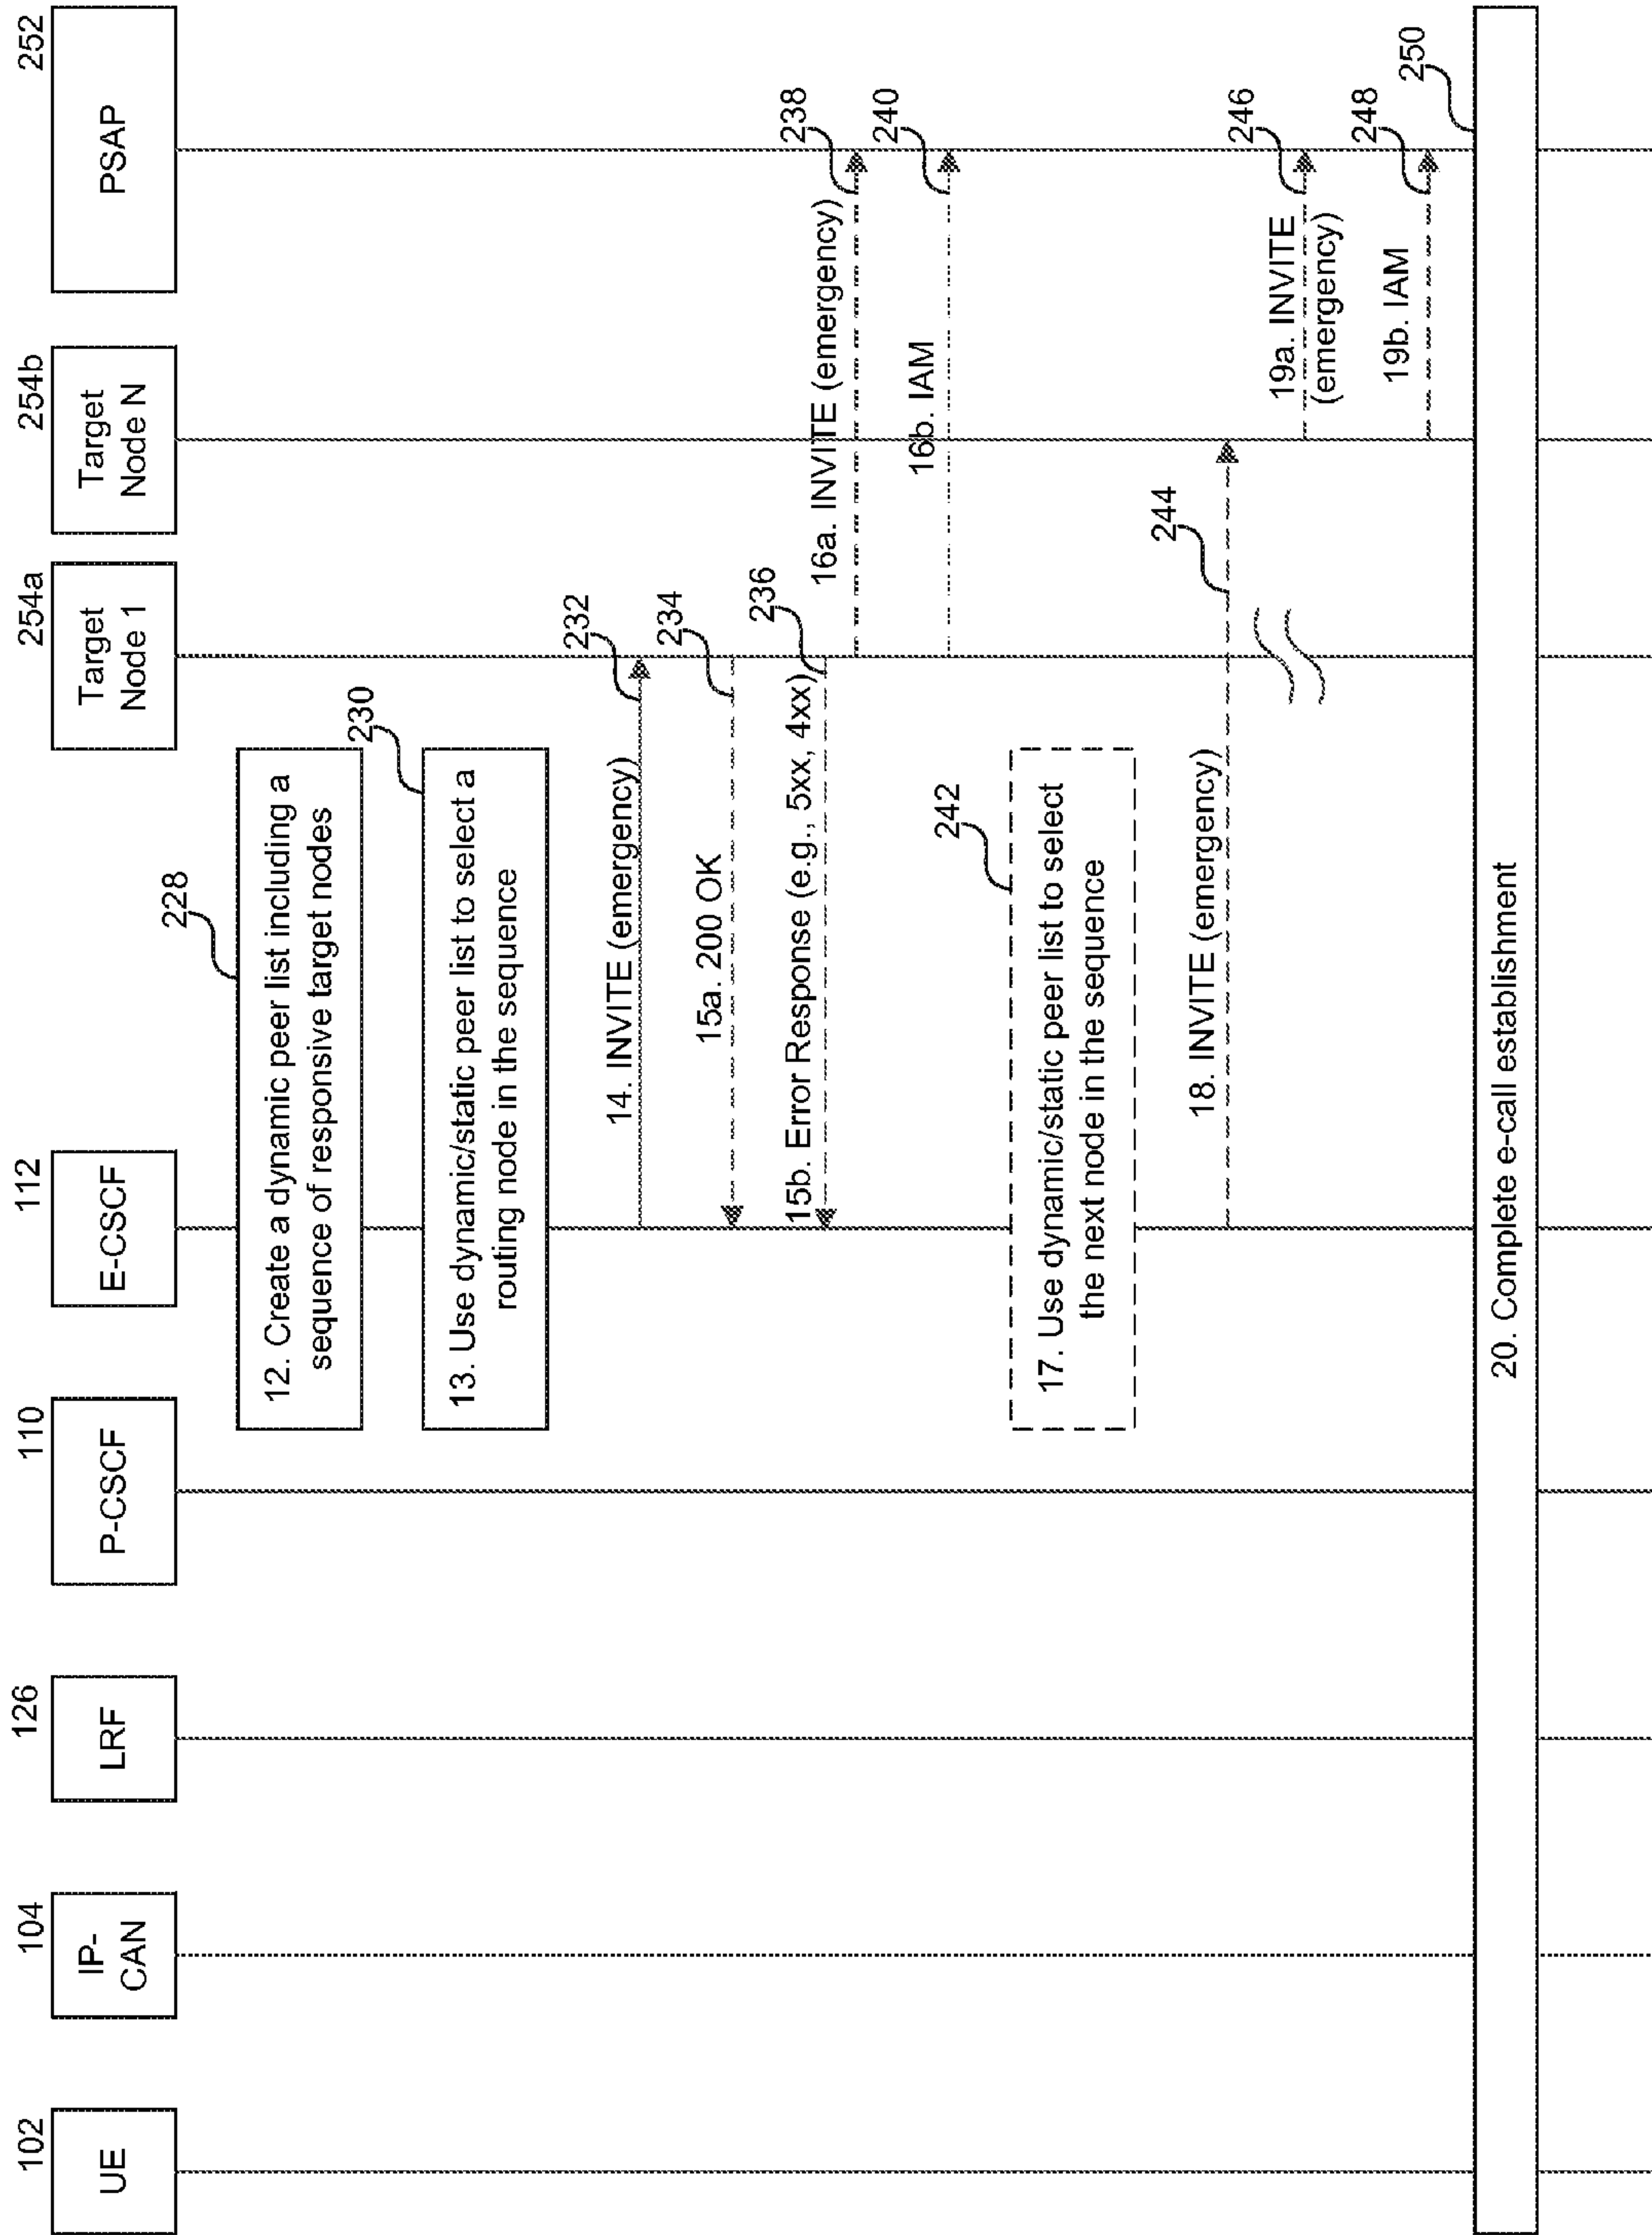 102
UE
104
IP-
CAN
126
LRF
110
P-CSCF
112
E-CSCF
254a
Target
Node 1
254b
Target
Node N
252
PSAP
228
12. Create a dynamic peer list including a
sequence of responsive target nodes
230
13. Use dynamic/static peer list to select a
routing node in the sequence
14. INVITE (emergency)
232
15a. 200 OK
234
15b. Error Response (e.g., 5xx, 4xx)
236
16a. INVITE (emergency)
238
16b. IAM
240
242
17. Use dynamic/static peer list to select
the next node in the sequence
18. INVITE (emergency)
244
19a. INVITE
(emergency)
246
19b. IAM
248
250
20. Complete e-call establishment